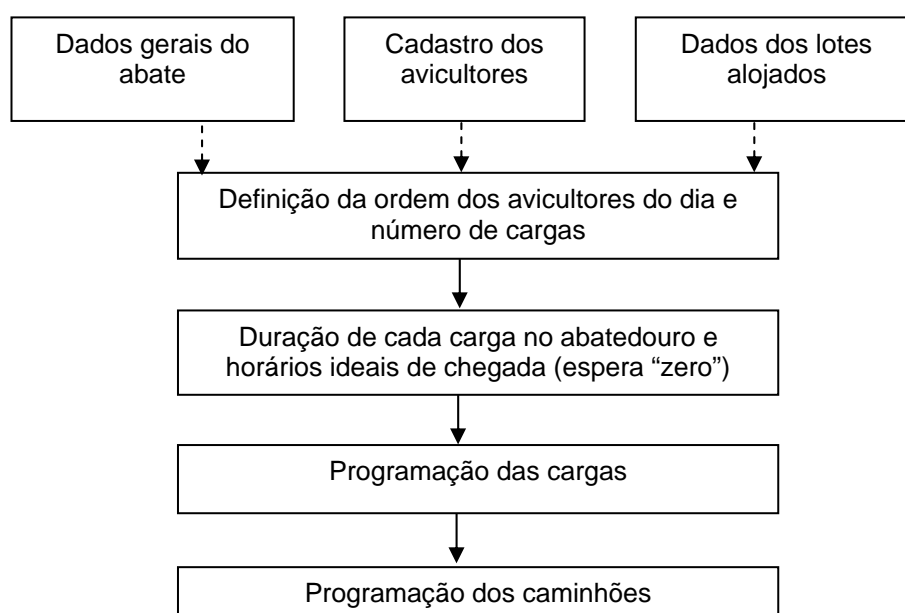 Dados gerais do
abate
Cadastro dos
avicultores
Dados dos lotes
alojados
Definição da ordem dos avicultores do dia e
número de cargas
Duração de cada carga no abatedouro e
horários ideais de chegada (espera “zero”)
Programação das cargas
Programação dos caminhões